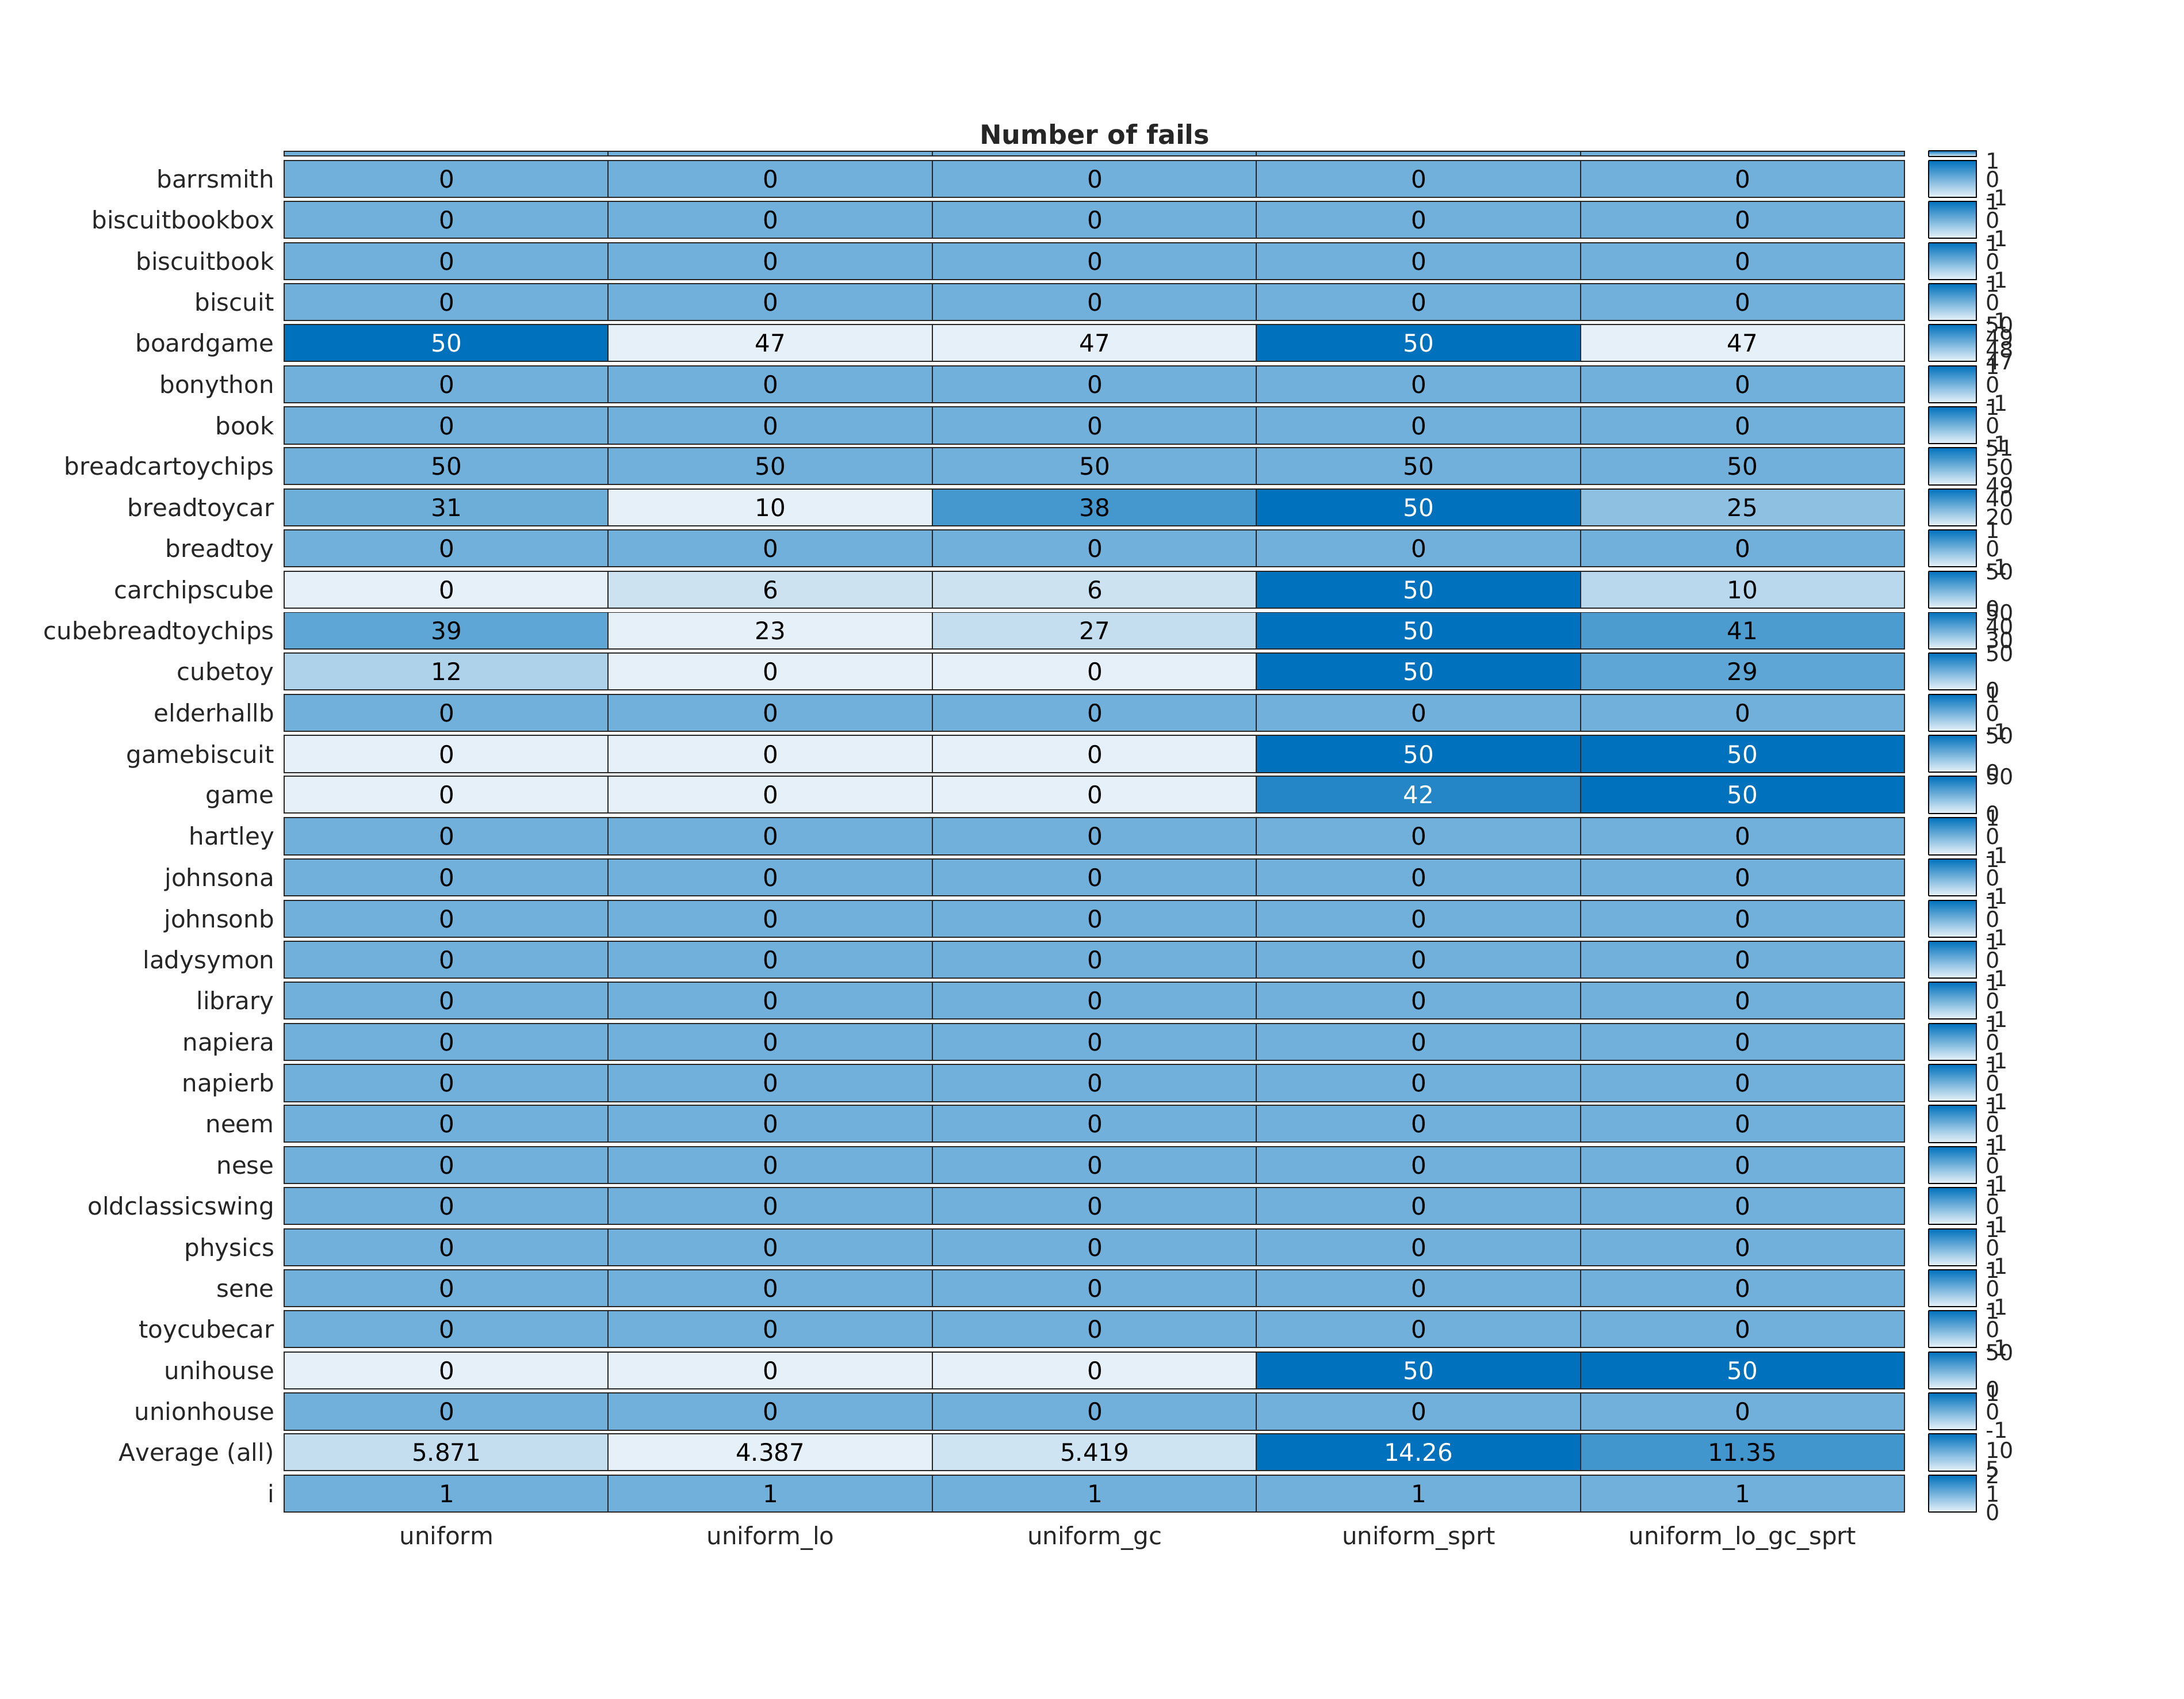 Number of fails
barrsmith 0 0 0 0 0 1 0 -1
biscuitbookbox 0 0 0 0 0 1 0 -1
biscuitbook 0 0 0 0 0 1 0 -1
biscuit 0 0 0 0 0 1 0 -1
boardgame 50 47 47 50 47 50 49 48 47
bonython 0 0 0 0 0 1 0 -1
book 0 0 0 0 0 1 0 -1
breadcartoychips 50 50 50 50 50 51 50 49
breadtoycar 31 10 38 50 25 40 20
breadtoy 0 0 0 0 0 1 0 -1
carchipscube 0 6 6 50 10 50 0
cubebreadtoychips 39 23 27 50 41 50 40 30
cubetoy 12 0 0 50 29 50 0
elderhallb 0 0 0 0 0 1 0 -1
gamebiscuit 0 0 0 50 50 50 0
game 0 0 0 42 50 50 0
hartley 0 0 0 0 0 1 0 -1
johnsona 0 0 0 0 0 1 0 -1
johnsonb 0 0 0 0 0 1 0 -1
ladysymon 0 0 0 0 0 1 0 -1
library 0 0 0 0 0 1 0 -1
napiera 0 0 0 0 0 1 0 -1
napierb 0 0 0 0 0 1 0 -1
neem 0 0 0 0 0 1 0 -1
nese 0 0 0 0 0 1 0 -1
oldclassicswing 0 0 0 0 0 1 0 -1
physics 0 0 0 0 0 1 0 -1
sene 0 0 0 0 0 1 0 -1
toycubecar 0 0 0 0 0 1 0 -1
unihouse 0 0 0 50 50 50 0
unionhouse 0 0 0 0 0 1 0 -1
Average (all) 5.871 4.387 5.419 14.26 11.35 10 5
i 1 1 1 1 1 2 1 0
uniform uniform_lo uniform_gc uniform_sprt uniform_lo_gc_sprt